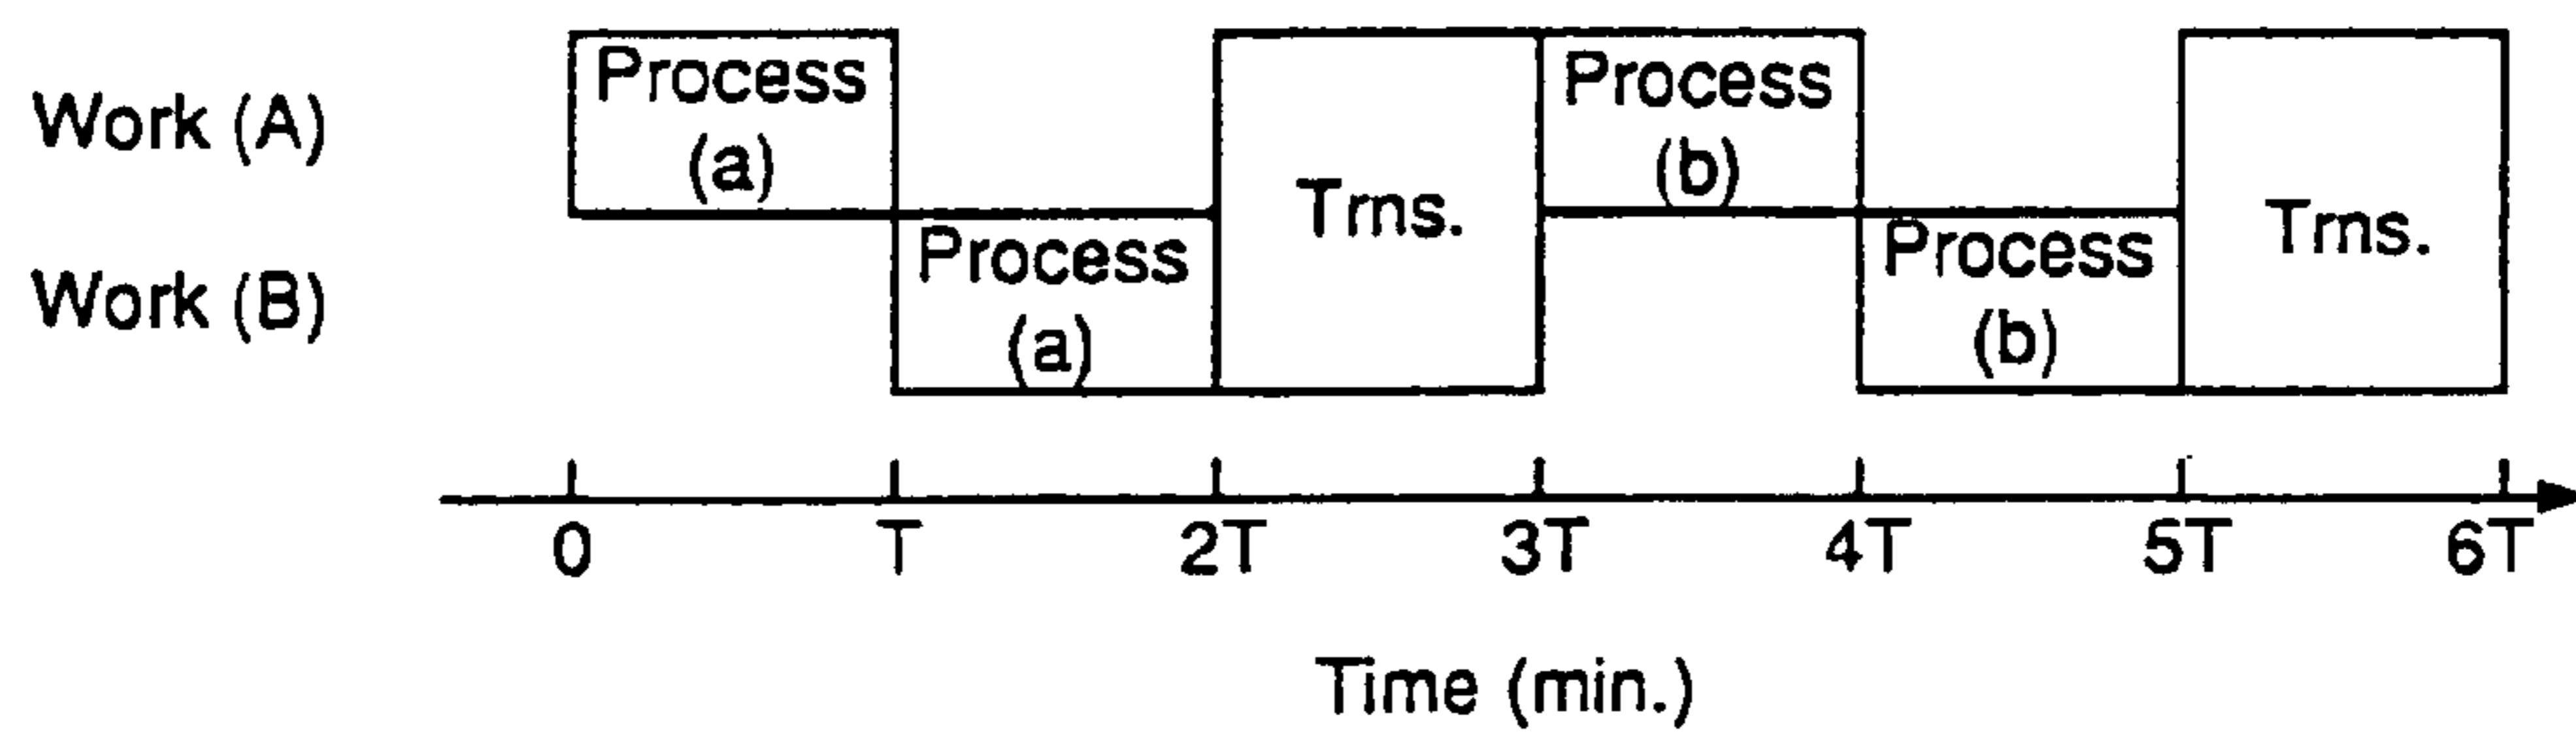 Work (A)
Process
(a)
Process
(b)
Trns.
Trns.
Work (B)
Process
(a)
Process
(b)
0 T 2T 3T 4T 5T 6T
Time (min.)